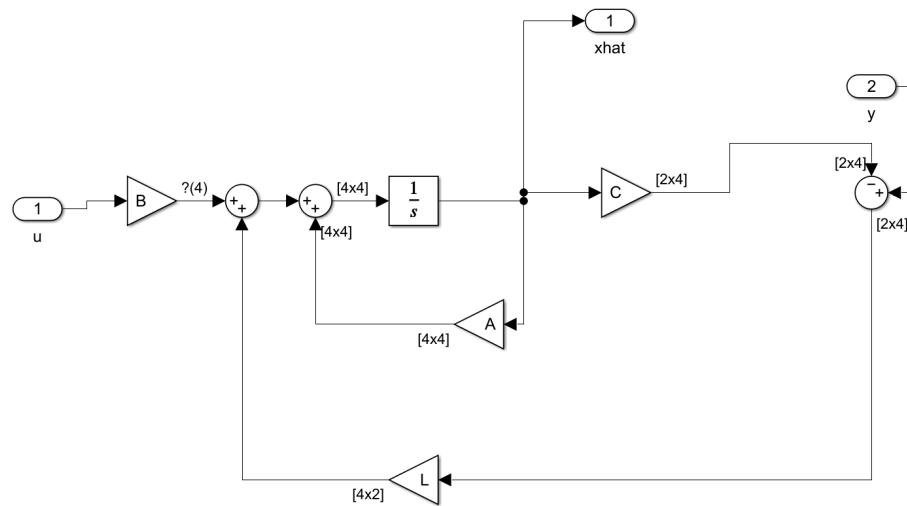 1
xhat
2
y
[2x4]
[2x4]
−
+
[2x4]
1
u
B
?(4)
+
+
+
+
[4x4]
[4x4]
1
s
C
A
[4x4]
L
[4x2]